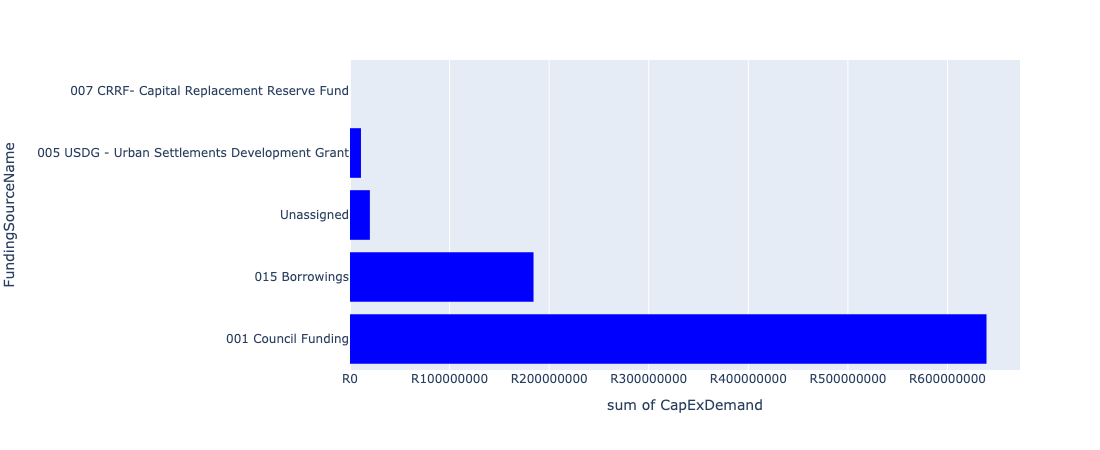 007 CRRF- Capital Replacement Reserve Fund
005 USDG - Urban Settlements Development Grant
Unassigned
015 Borrowings
001 Council Funding
FundingSourceName
R0 R100000000 R200000000 R300000000 R400000000 R500000000 R600000000
sum of CapExDemand